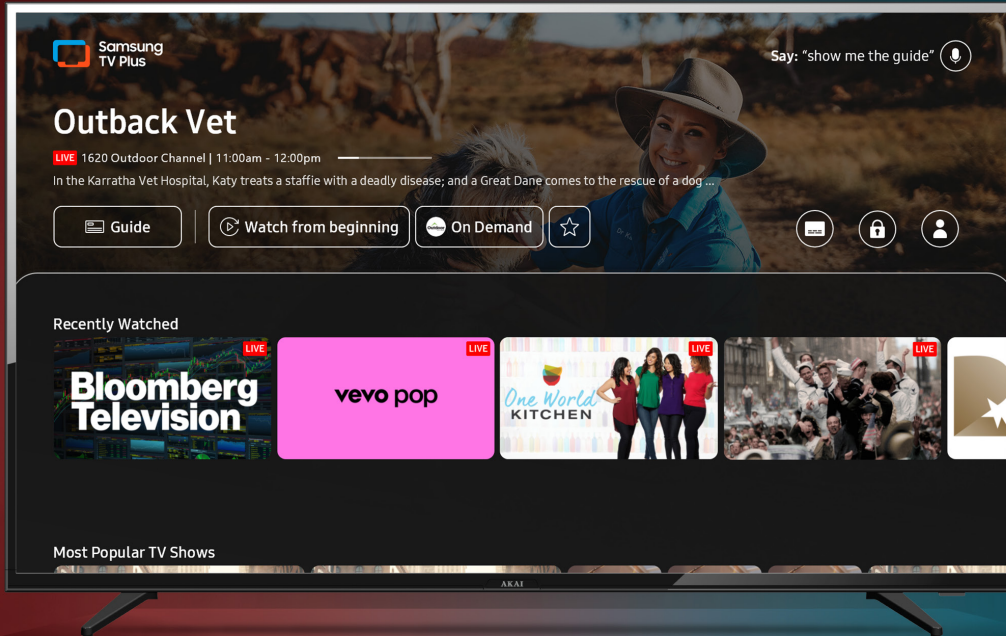 Samsung
TV Plus
Say: “show me the guide”
Outback Vet
LIVE 1620 Outdoor Channel | 11:00am - 12:00pm
In the Karratha Vet Hospital, Katy treats a staffie with a deadly disease; and a Great Dane comes to the rescue of a dog ...
Guide
Watch from beginning
On Demand
Recently Watched
LIVE
Bloomberg
Television
LIVE
vevo pop
LIVE
One World
KITCHEN
LIVE
Most Popular TV Shows
AKAI